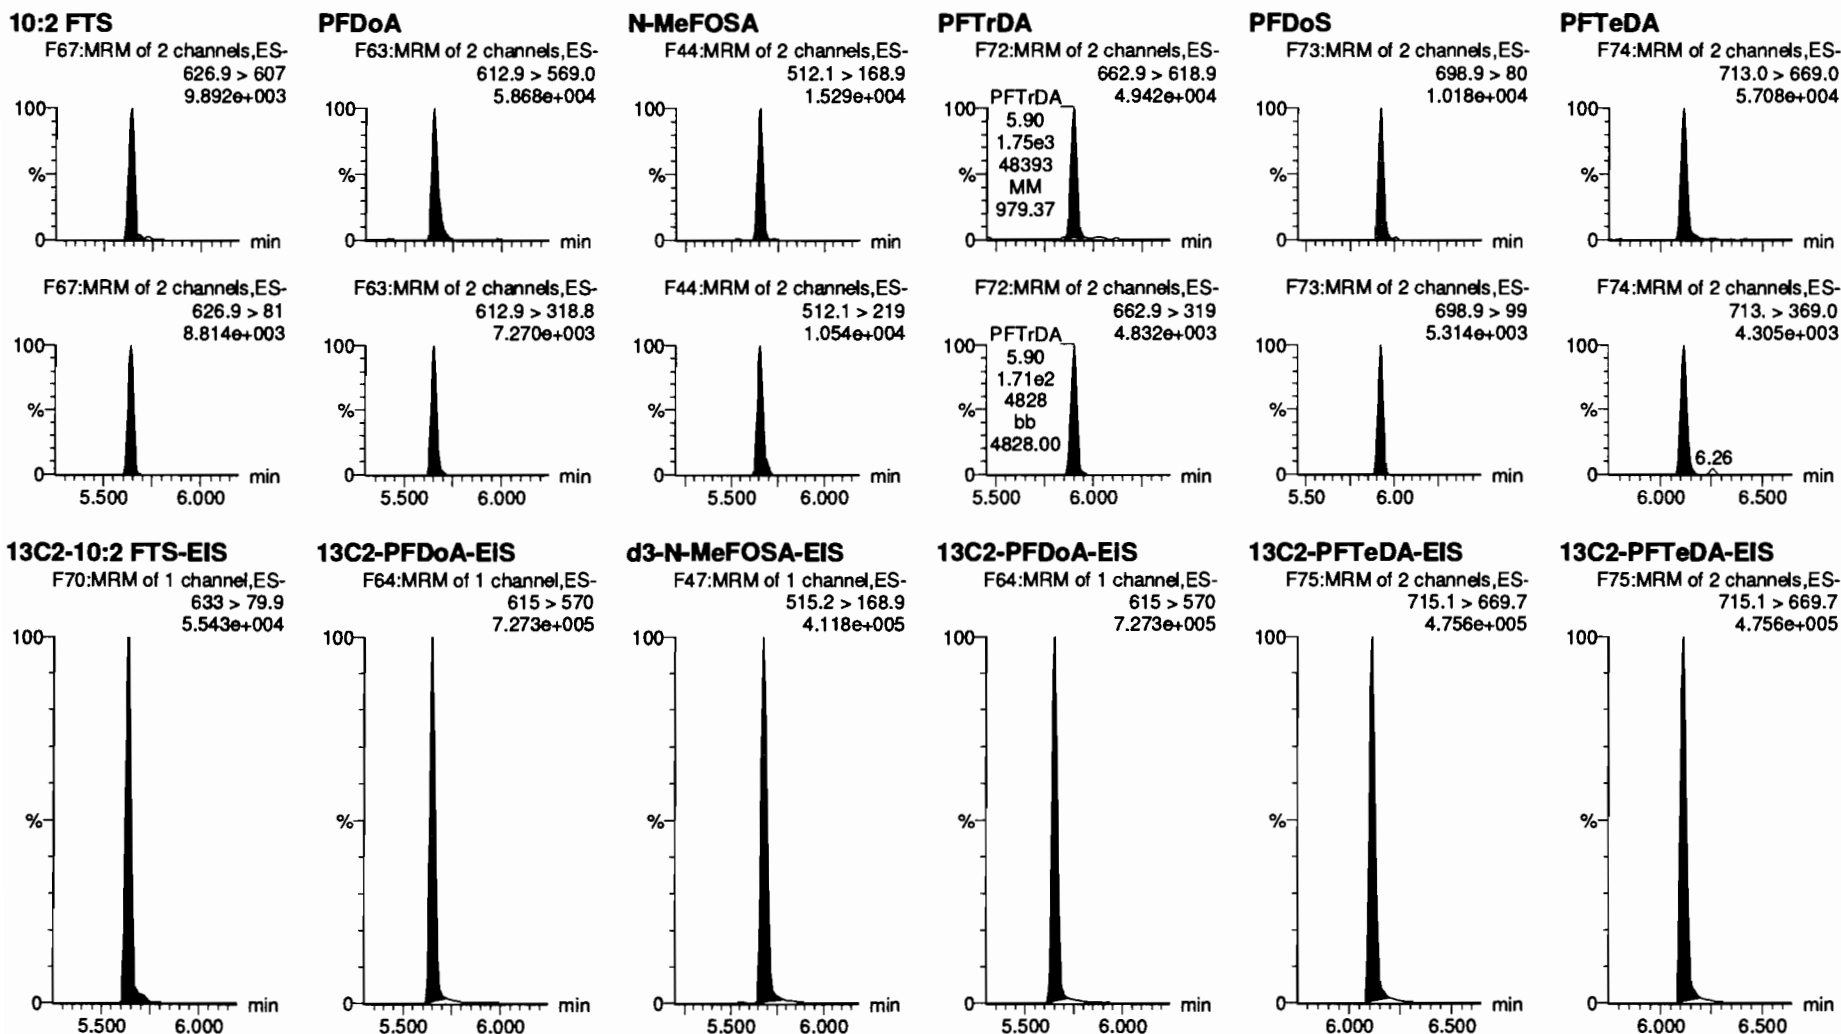 10:2 FTS
F67:MRM of 2 channels,ES-
626.9 > 607
9.892e+003
100
%
0
min
PFDoA
F63:MRM of 2 channels,ES-
612.9 > 569.0
5.868e+004
100
%
0
min
N-MeFOSA
F44:MRM of 2 channels,ES-
512.1 > 168.9
1.529e+004
100
%
0
min
PFTrDA
F72:MRM of 2 channels,ES-
662.9 > 618.9
4.942e+004
100
PFTrDA
5.90
1.75e3
48393
MM
979.37
%
0
min
PFDoS
F73:MRM of 2 channels,ES-
698.9 > 80
1.018e+004
100
%
0
min
PFTeDA
F74:MRM of 2 channels,ES-
713.0 > 669.0
5.708e+004
100
%
0
min
F67:MRM of 2 channels,ES-
626.9 > 81
8.814e+003
100
%
0
min
5.500 6.000
F63:MRM of 2 channels,ES-
612.9 > 318.8
7.270e+003
100
%
0
min
5.500 6.000
F44:MRM of 2 channels,ES-
512.1 > 219
1.054e+004
100
%
0
min
5.500 6.000
F72:MRM of 2 channels,ES-
662.9 > 319
4.832e+003
100
PFTrDA
5.90
1.71e2
4828
bb
4828.00
%
0
min
5.500 6.000
F73:MRM of 2 channels,ES-
698.9 > 99
5.314e+003
100
%
0
min
5.50 6.00
F74:MRM of 2 channels,ES-
713. > 369.0
4.305e+003
100
%
6.26
0
min
6.000 6.500
13C2-10:2 FTS-EIS
F70:MRM of 1 channel,ES-
633 > 79.9
5.543e+004
100
%
0
min
5.500 6.000
13C2-PFDoA-EIS
F64:MRM of 1 channel,ES-
615 > 570
7.273e+005
100
%
0
min
5.500 6.000
d3-N-MeFOSA-EIS
F47:MRM of 1 channel,ES-
515.2 > 168.9
4.118e+005
100
%
0
min
5.500 6.000
13C2-PFDoA-EIS
F64:MRM of 1 channel,ES-
615 > 570
7.273e+005
100
%
0
min
5.500 6.000
13C2-PFTeDA-EIS
F75:MRM of 2 channels,ES-
715.1 > 669.7
4.756e+005
100
%
0
min
6.000 6.500
13C2-PFTeDA-EIS
F75:MRM of 2 channels,ES-
715.1 > 669.7
4.756e+005
100
%
0
min
6.000 6.500